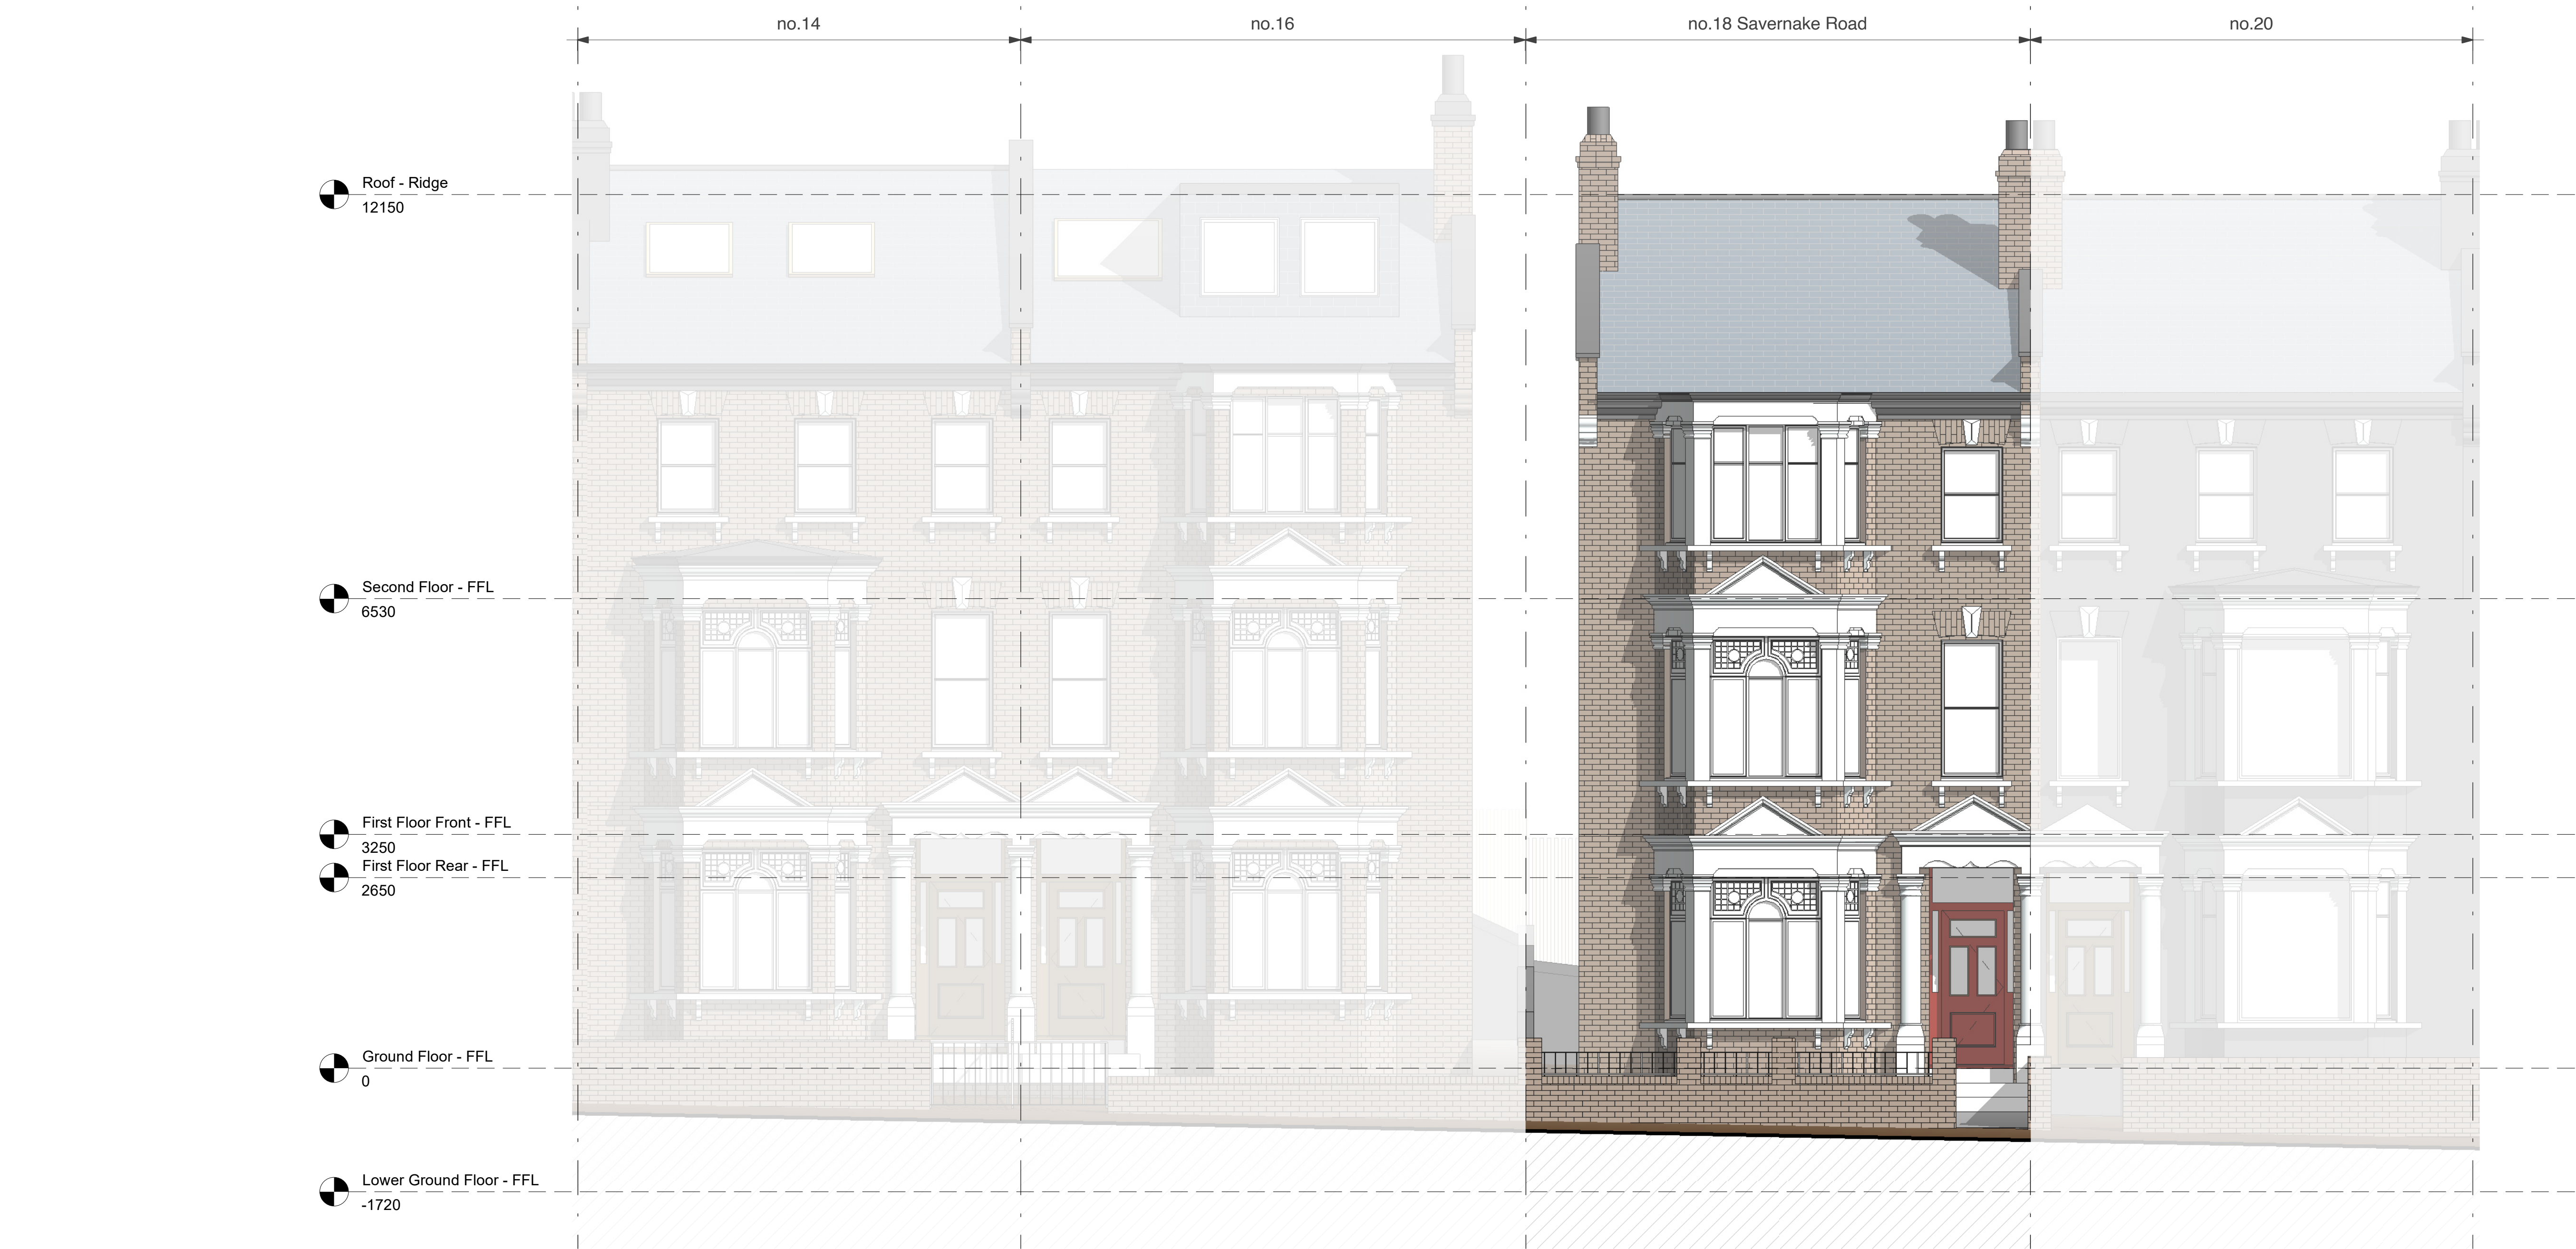 no.14
no.16
no.18 Savernake Road
no.20
Roof - Ridge
12150
Second Floor - FFL
6530
First Floor Front - FFL
3250
First Floor Rear - FFL
2650
Ground Floor - FFL
0
Lower Ground Floor - FFL
-1720